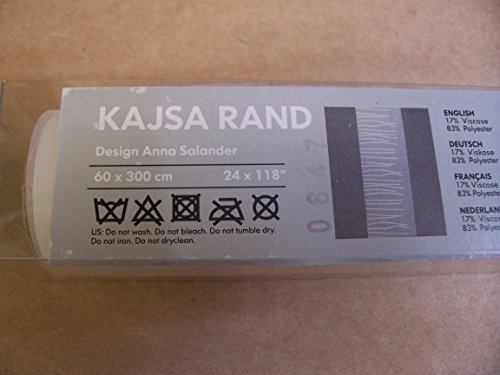 KAJSA RAND
Design Anna Salander
60 x 300 cm 24 x 118"
US: Do not wash. Do not bleach. Do not tumble dry.
Do not iron. Do not dryclean.
0847
ENGLISH
17% Viscose
83% Polyester
DEUTSCH
17% Viskose
83% Polyester
FRANÇAIS
17% Viscose
83% Polyester
NEDERLAN
17% Viscose
83% Polyeste